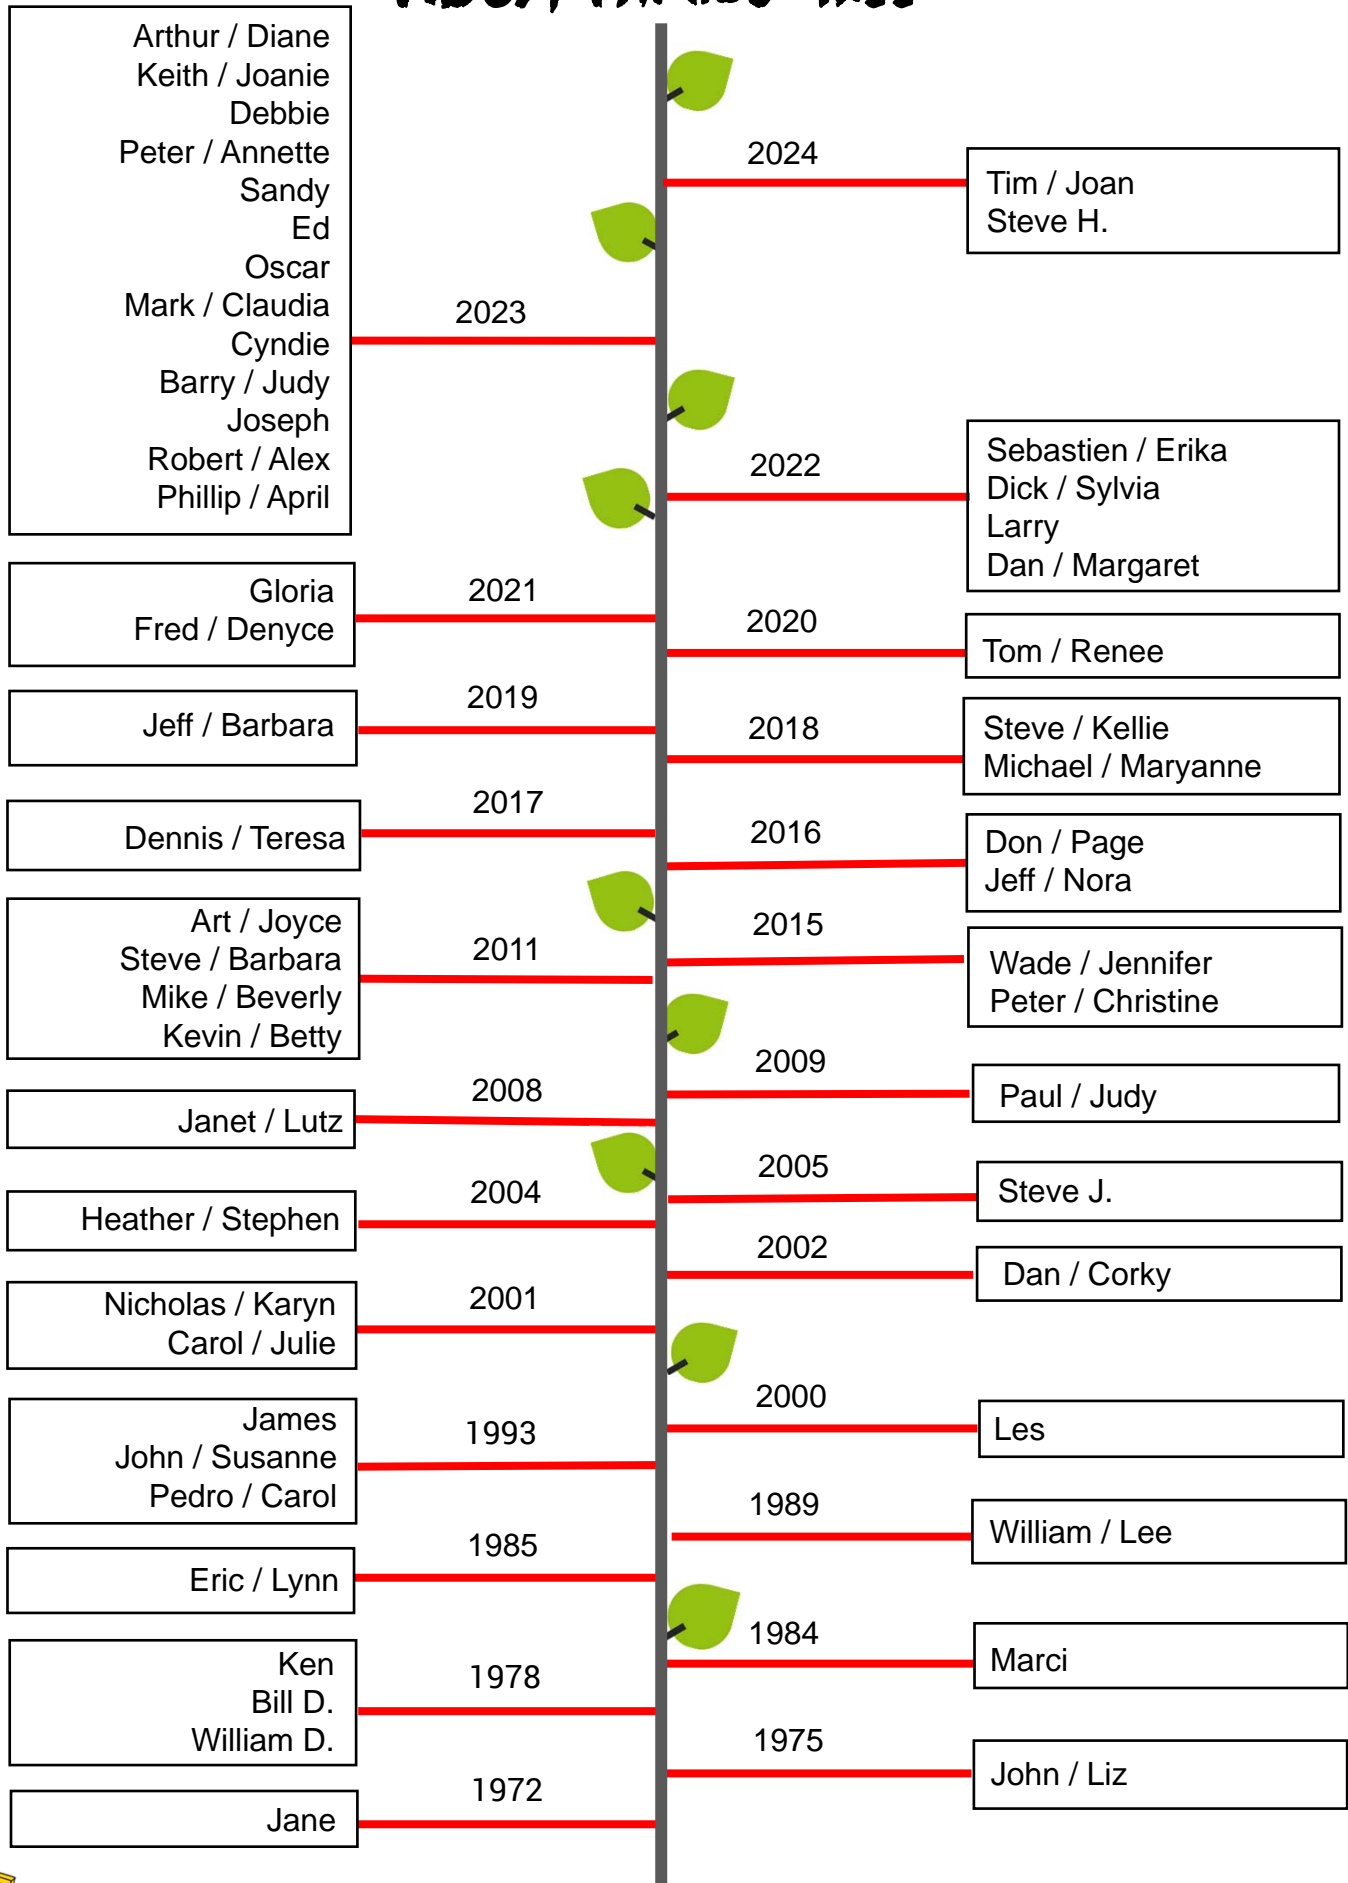 Arthur / Diane
Keith / Joanie
Debbie
Peter / Annette
Sandy
Ed
Oscar
Mark / Claudia
Cyndie
Barry / Judy
Joseph
Robert / Alex
Phillip / April
2024
Tim / Joan
Steve H.
2023
2022
Sebastien / Erika
Dick / Sylvia
Larry
Dan / Margaret
Gloria
Fred / Denyce
2021
2020
Tom / Renee
Jeff / Barbara
2019
2018
Steve / Kellie
Michael / Maryanne
Dennis / Teresa
2017
2016
Don / Page
Jeff / Nora
Art / Joyce
Steve / Barbara
Mike / Beverly
Kevin / Betty
2011
2015
Wade / Jennifer
Peter / Christine
2009
Paul / Judy
Janet / Lutz
2008
2005
Steve J.
Heather / Stephen
2004
2002
Dan / Corky
Nicholas / Karyn
Carol / Julie
2001
2000
Les
James
John / Susanne
Pedro / Carol
1993
1989
William / Lee
Eric / Lynn
1985
1984
Marci
Ken
Bill D.
William D.
1978
1975
John / Liz
Jane
1972